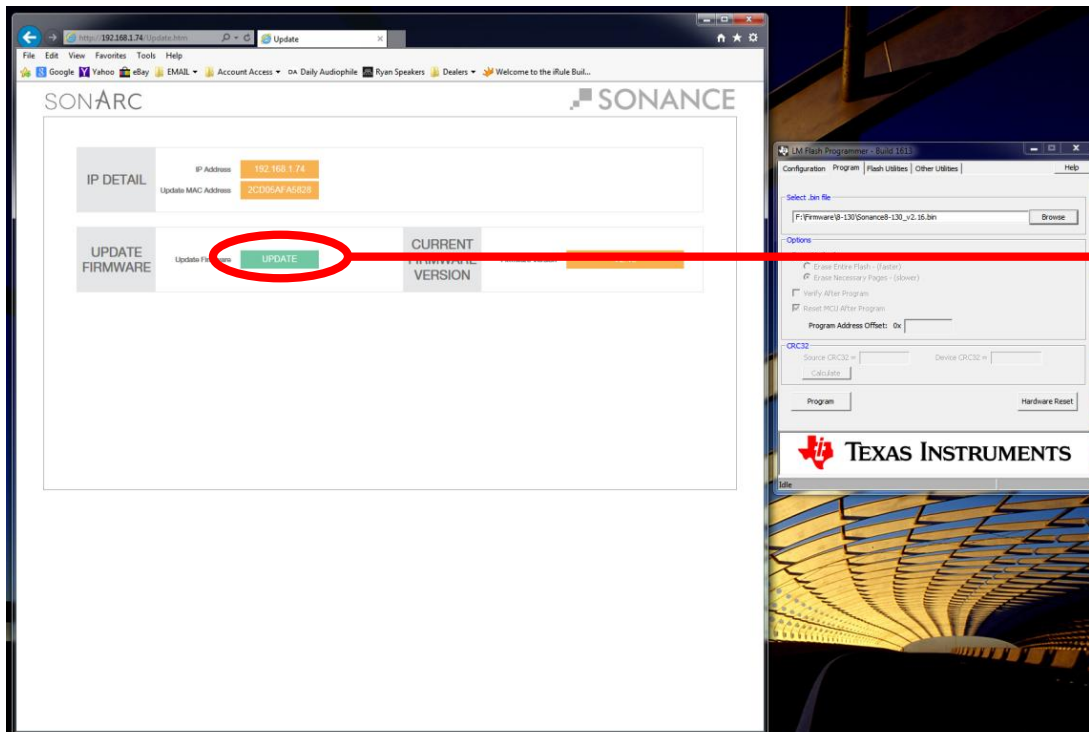 http://192.168.1.74/Update.htm
Update
File Edit View Favorites Tools Help
Google Yahoo eBay EMAIL Account Access DA Daily Audiophile Ryan Speakers Dealers Welcome to the iRule Buil...
SONARC
SONANCE
IP DETAIL
IP Address 192.168.1.74
Update MAC Address 2CD05AFA5828
UPDATE FIRMWARE
Update Firmware UPDATE
CURRENT FIRMWARE VERSION
LM Flash Programmer - Build 1613
Configuration Program Flash Utilities Other Utilities Help
Select .bin file
F:\Firmware\8-130\Sonance8-130_v2.16.bin Browse
Options
Erase Entire Flash - (faster)
Erase Necessary Pages - (slower)
Verify After Program
Reset MCU After Program
Program Address Offset: 0x
CRC32
Source CRC32 = Device CRC32 =
Calculate
Program Hardware Reset
TEXAS INSTRUMENTS
Idle